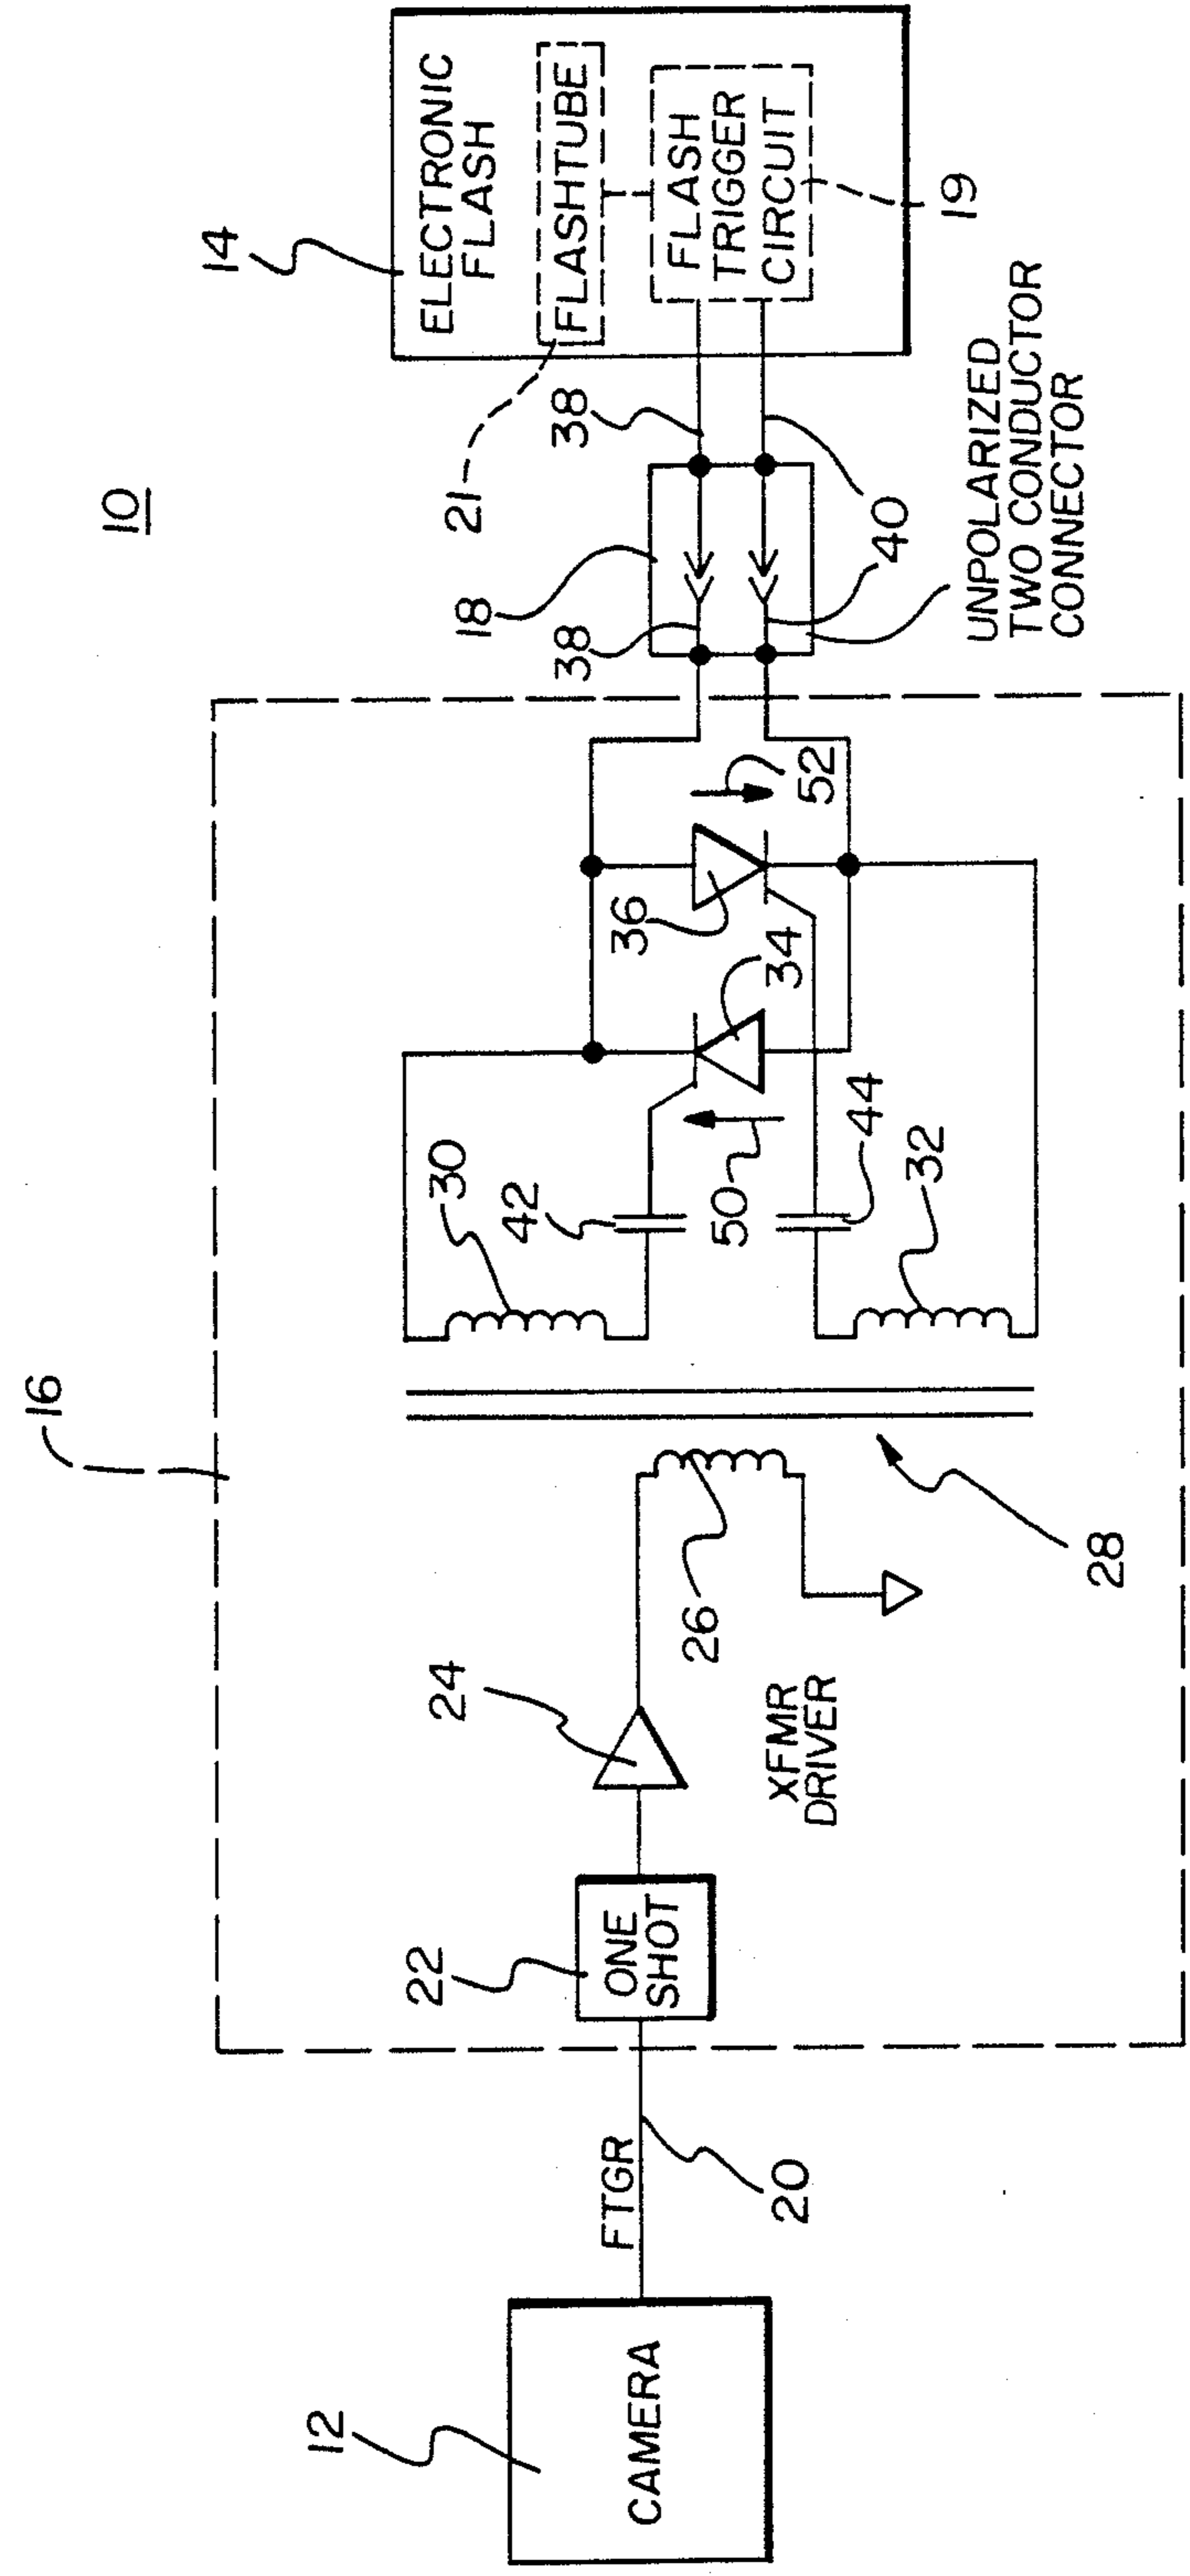 10
16
12
CAMERA
FTGR
20
22
ONE
SHOT
24
XFMR
DRIVER
26
28
30
32
42
44
50
34
36
52
38
18
38
40
UNPOLARIZED
TWO CONDUCTOR
CONNECTOR
14
ELECTRONIC
FLASH
21
FLASHTUBE
FLASH
TRIGGER
CIRCUIT
19